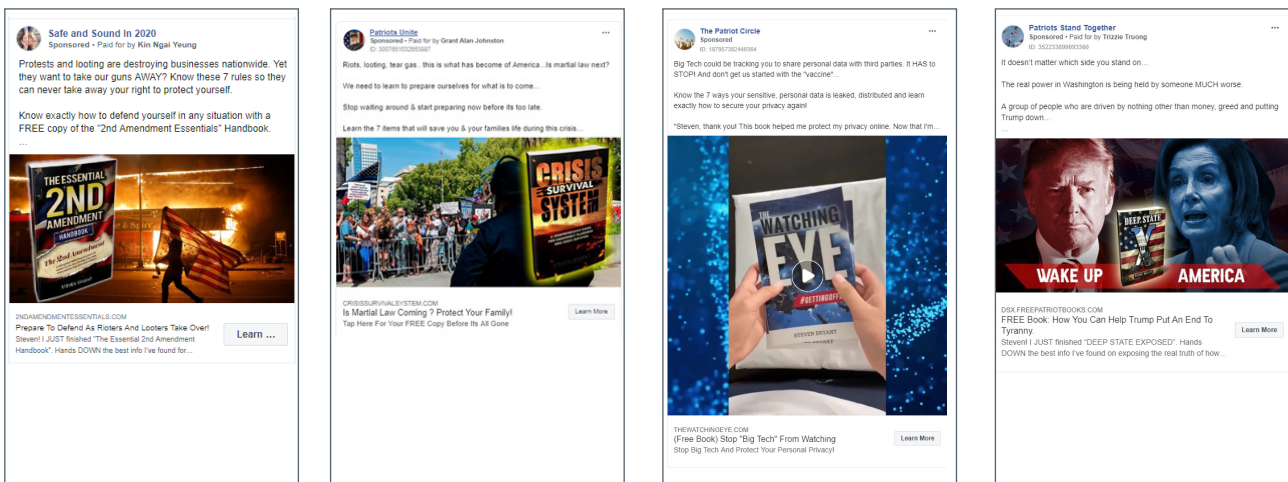 Safe and Sound In 2020
Sponsored • Paid for by Kin Ngai Yeung
Protests and looting are destroying businesses nationwide. Yet
they want to take our guns AWAY? Know these 7 rules so they
can never take away your right to protect yourself.
Know exactly how to defend yourself in any situation with a
FREE copy of the "2nd Amendment Essentials" Handbook.
...
THE ESSENTIAL
2ND
AMENDMENT
HANDBOOK
The 2nd Amendment
STEVEN BRYANT
2NDAMENDMENTESSENTIALS.COM
Prepare To Defend As Rioters And Looters Take Over!
Steven! I JUST finished "The Essential 2nd Amendment
Handbook". Hands DOWN the best info I've found for...
Learn ...
Patriots Unite
Sponsored • Paid for by Grant Alan Johnston
Riots, looting, tear gas.. this is what has become of America...Is martial law next?
We need to learn to prepare ourselves for what is to come...
Stop waiting around & start preparing now before its too late.
Learn the 7 items that will save you & your families life during this crisis...
CRISIS
SURVIVAL
SYSTEM
CRISISSURVIVALSYSTEM.COM
Is Martial Law Coming ? Protect Your Family!
Tap Here For Your FREE Copy Before Its All Gone
Learn More
The Patriot Circle
Sponsored
ID: 187957302440364
Big Tech could be tracking you to share personal data with third parties. It HAS to
STOP! And don't get us started with the "vaccine"...
Know the 7 ways your sensitive, personal data is leaked, distributed and learn
exactly how to secure your privacy again!
"Steven, thank you! This book helped me protect my privacy online. Now that I'm...
THE
WATCHING
EYE
#GETTINGOFF
STEVEN BRYANT
THEWATCHINGEYE.COM
(Free Book) Stop "Big Tech" From Watching
Stop Big Tech And Protect Your Personal Privacy!
Learn More
Patriots Stand Together
Sponsored • Paid for by Trizzie Truong
ID: 352233899893360
It doesn't matter which side you stand on...
The real power in Washington is being held by someone MUCH worse.
A group of people who are driven by nothing other than money, greed and putting
Trump down...
...
DEEP STATE
X
WAKE UP
AMERICA
DSX.FREEPATRIOTBOOKS.COM
FREE Book: How You Can Help Trump Put An End To
Tyranny.
Steven! I JUST finished "DEEP STATE EXPOSED". Hands
DOWN the best info I've found on exposing the real truth of how...
Learn More